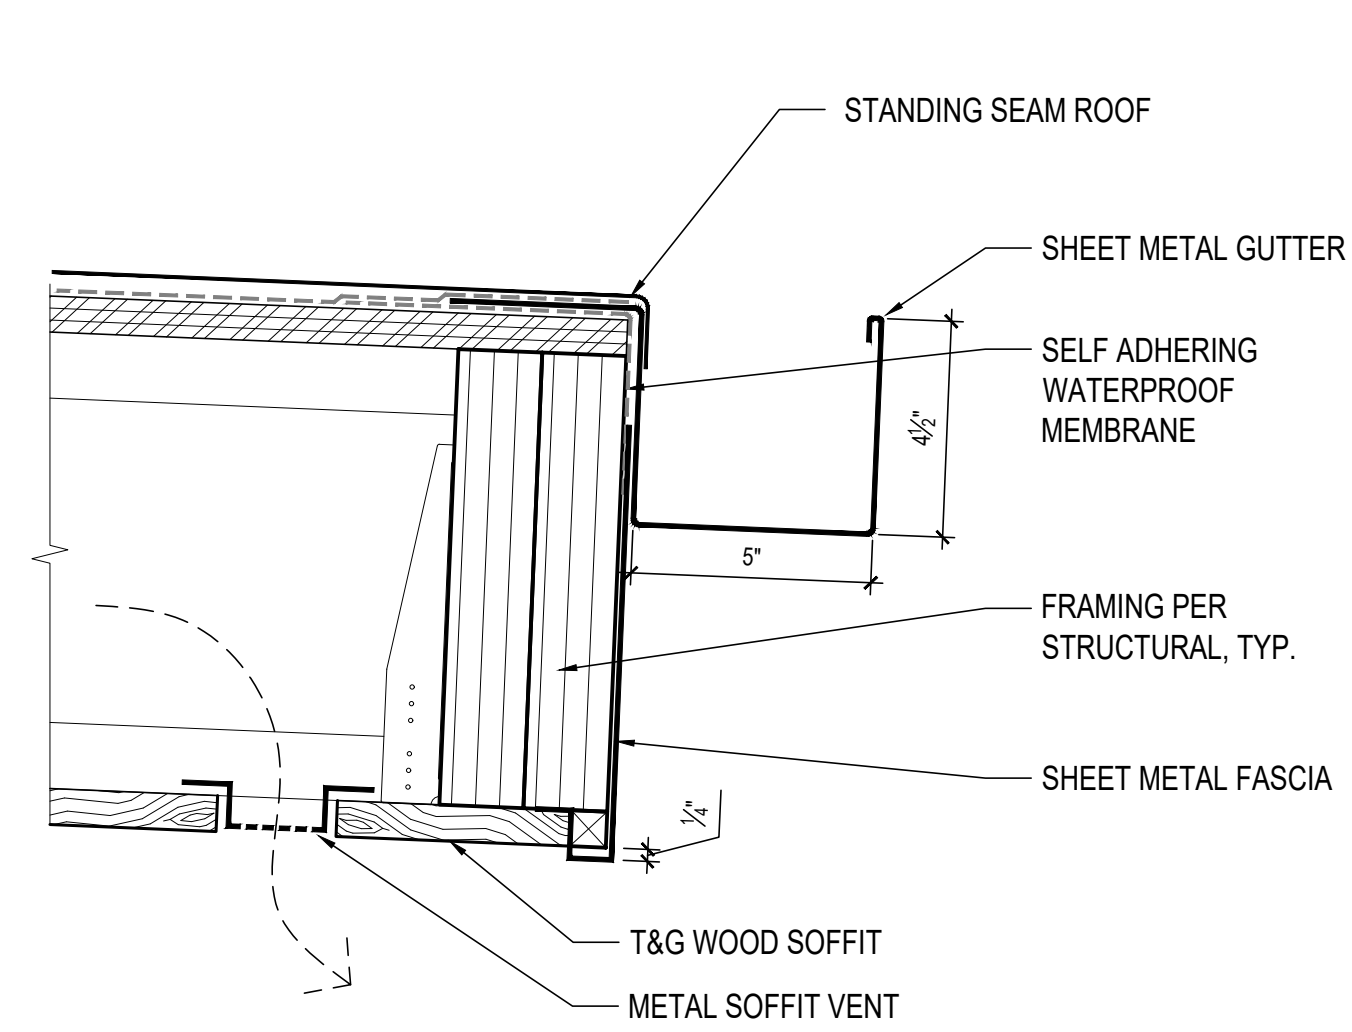 STANDING SEAM ROOF
SHEET METAL GUTTER
SELF ADHERING
WATERPROOF
MEMBRANE
4½"
5"
FRAMING PER
STRUCTURAL, TYP.
SHEET METAL FASCIA
¼"
T&G WOOD SOFFIT
METAL SOFFIT VENT